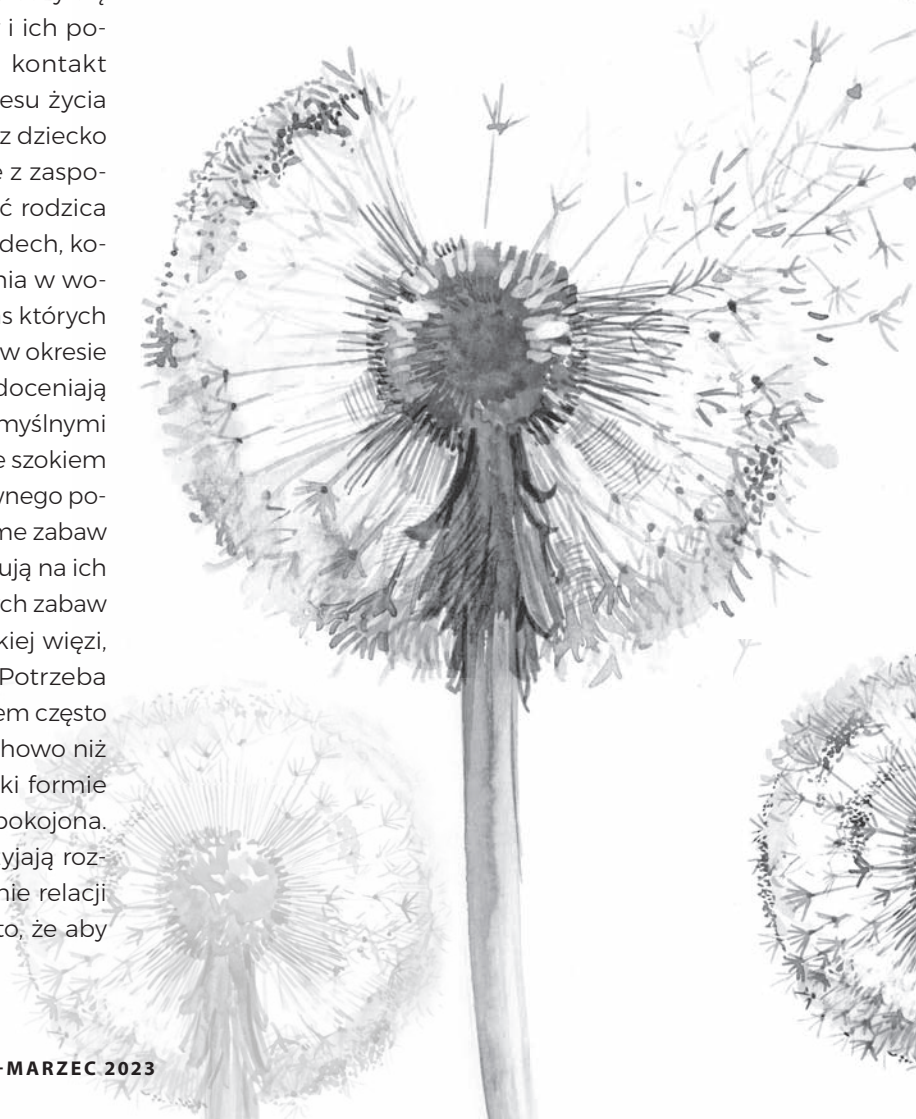 i ich po-
kontakt
esu życia
z dziecko
z zaspo-
ć rodzica
dech, ko-
nia w wo-
s których
w okresie
doceniają
myślnymi
e szokiem
wnego po-
me zabaw
ują na ich
ch zabaw
kiej więzi,
Potrzeba
em często
howo niż
ki formie
pokojona.
yjają roz-
nie relacji
to, że aby
-MARZEC 2023